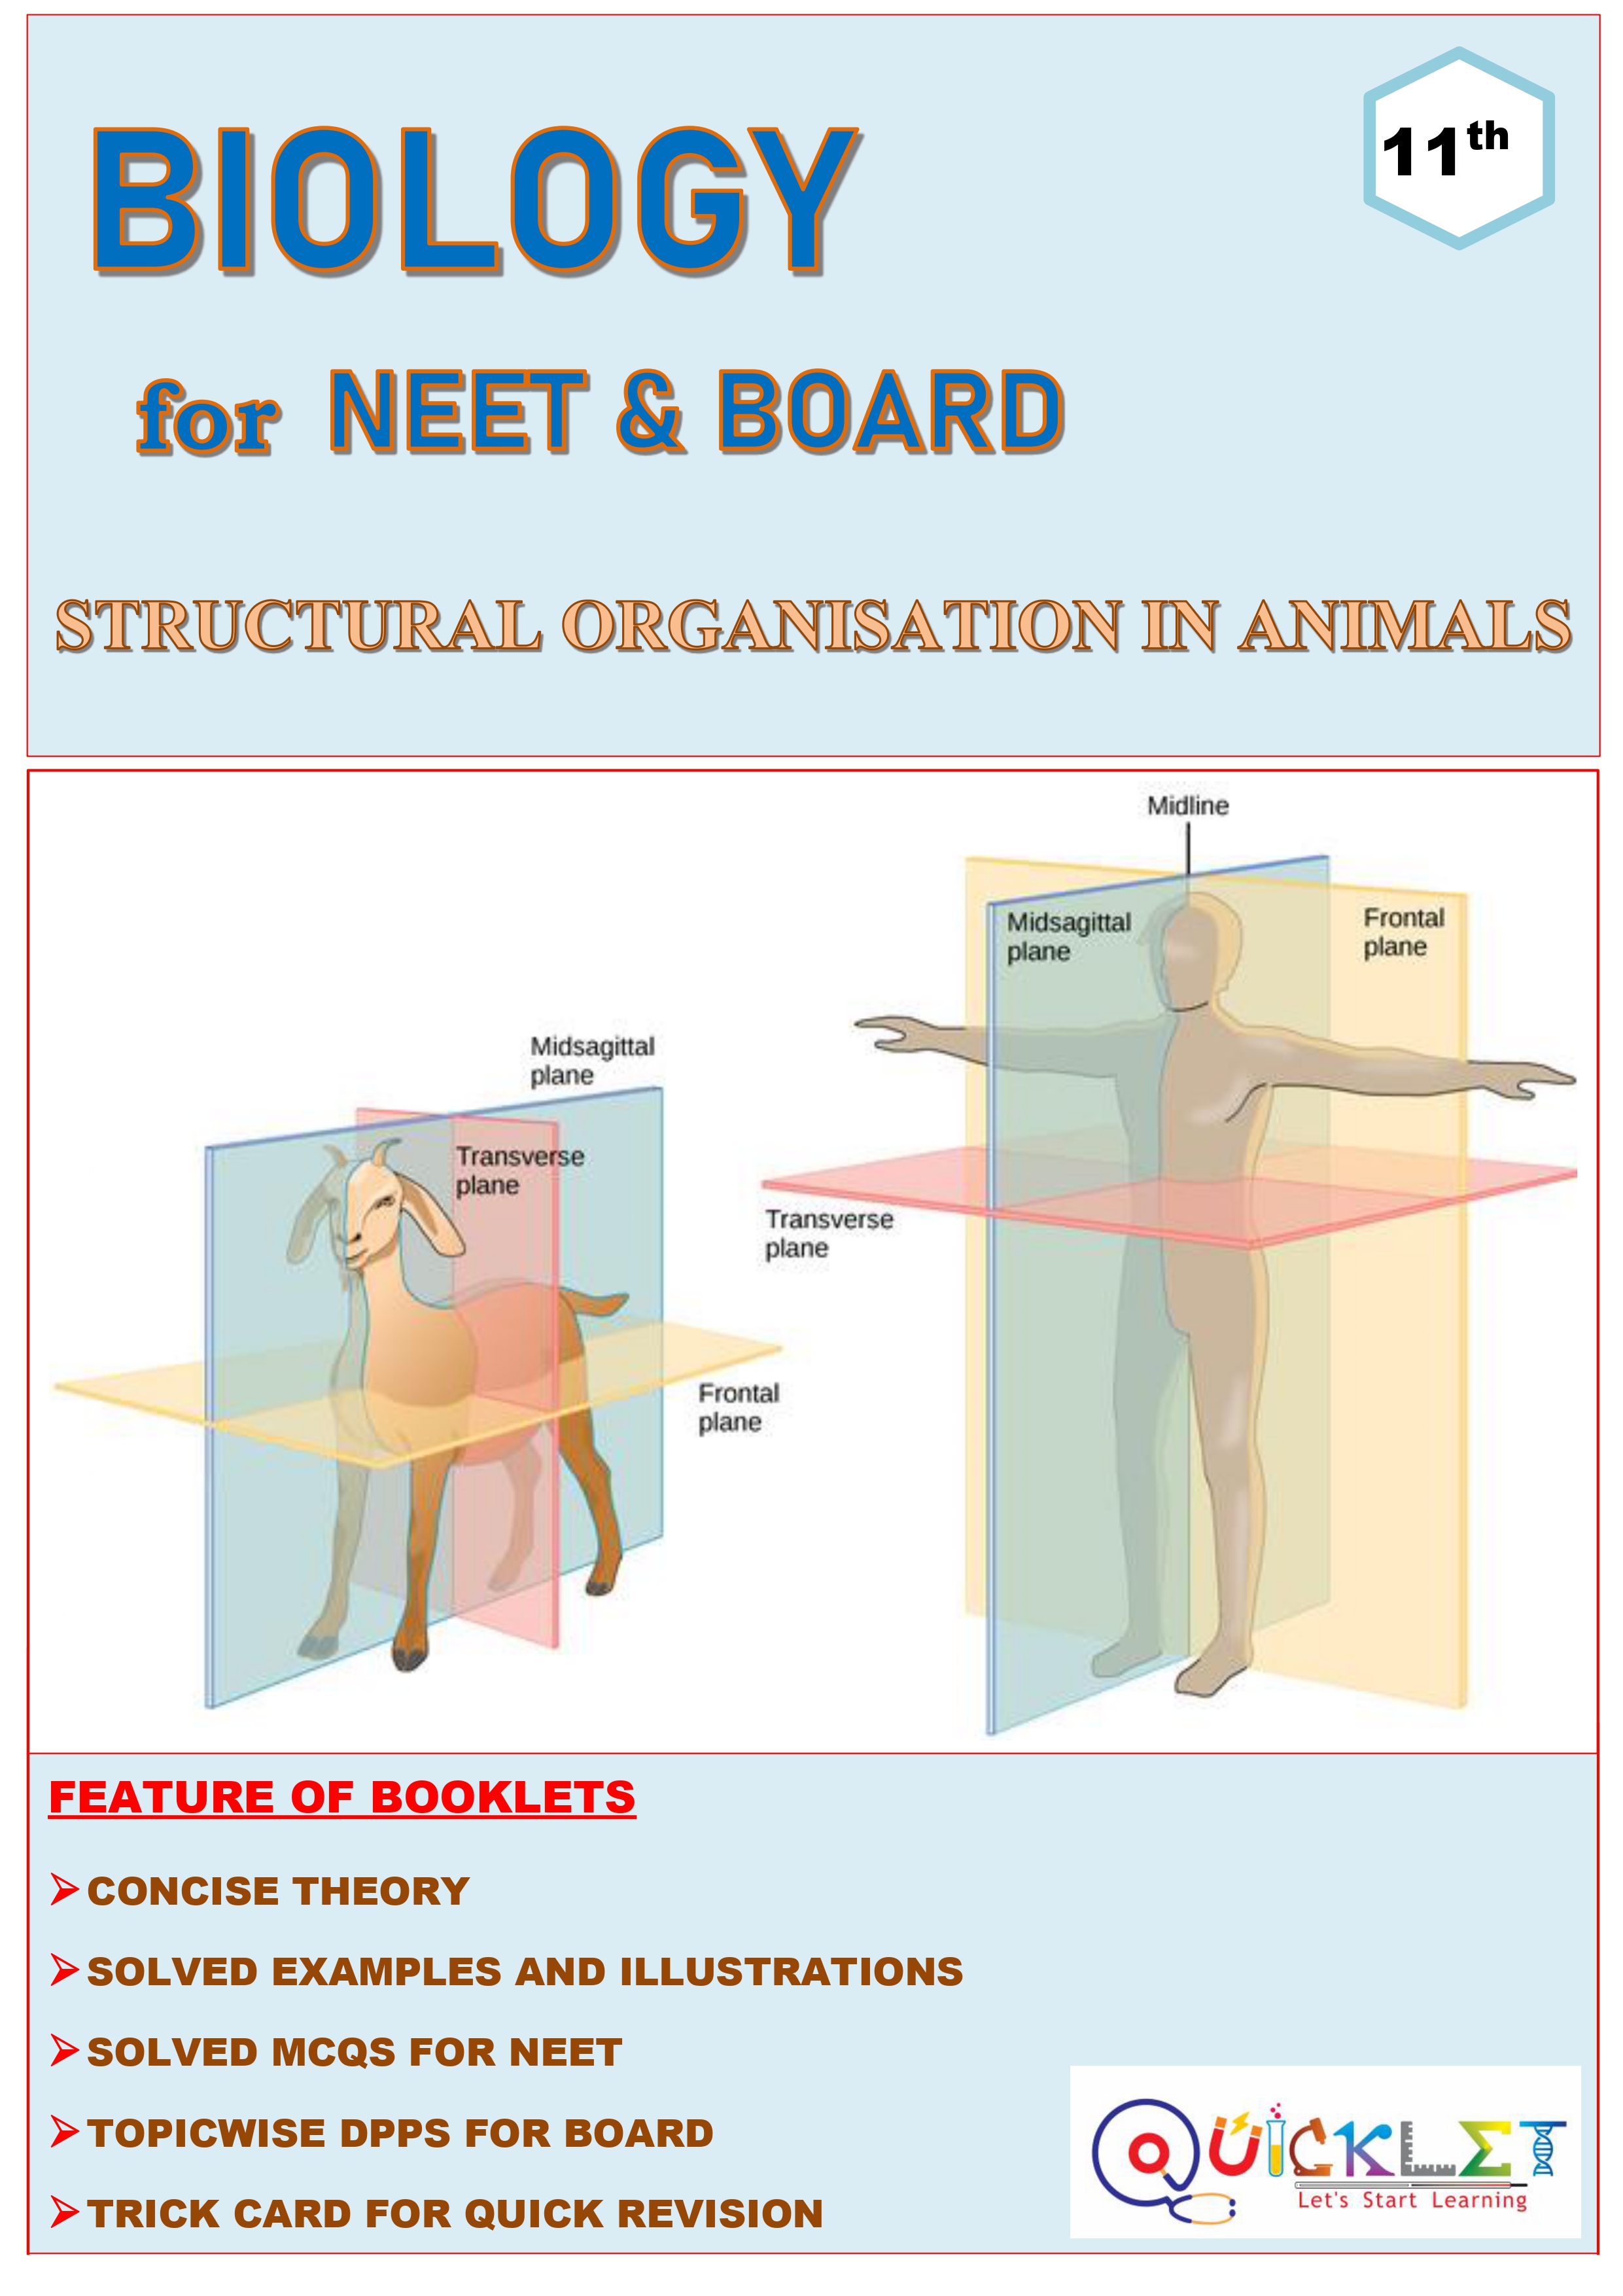 11th
BIOLOGY
for NEET & BOARD
STRUCTURAL ORGANISATION IN ANIMALS
Midline
Midsagittal
plane
Frontal
plane
Midsagittal
plane
Transverse
plane
Transverse
plane
Frontal
plane
FEATURE OF BOOKLETS
CONCISE THEORY
SOLVED EXAMPLES AND ILLUSTRATIONS
SOLVED MCQS FOR NEET
TOPICWISE DPPS FOR BOARD
TRICK CARD FOR QUICK REVISION
QUICKLET
Let's Start Learning